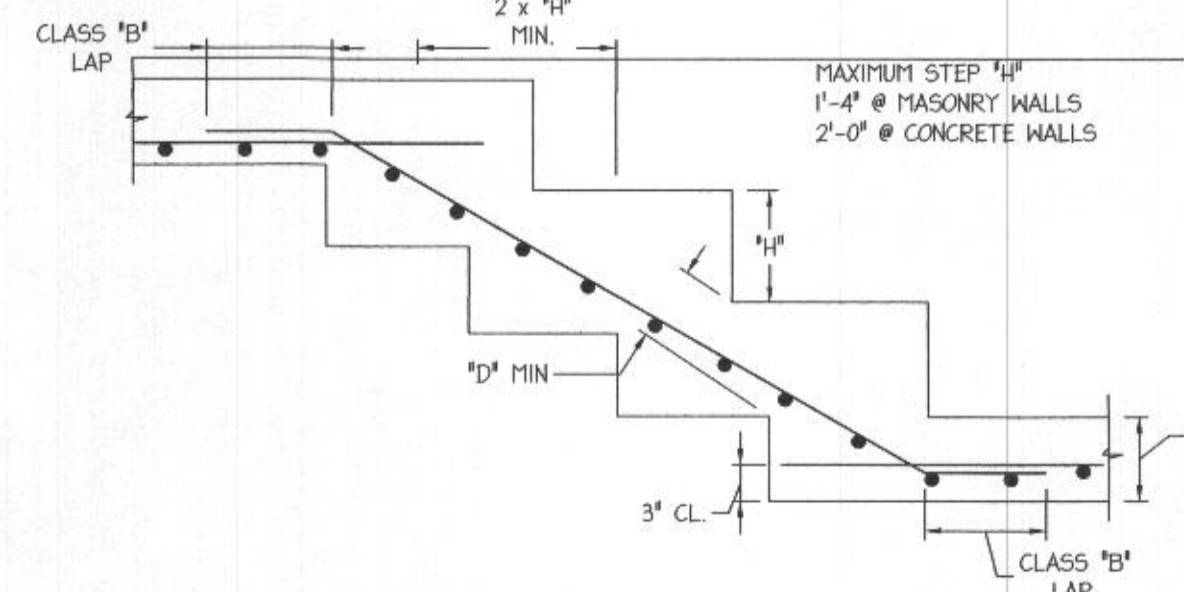 2 x "H"
MIN.
CLASS "B"
LAP
MAXIMUM STEP "H"
1'-4" @ MASONRY WALLS
2'-0" @ CONCRETE WALLS
"H"
"D" MIN
3" CL.
CLASS "B"
LAP